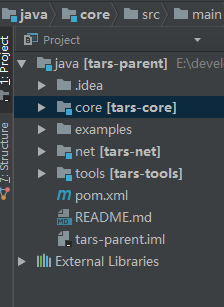 java core src main
Project
java [tars-parent] E:\devel
.idea
core [tars-core]
examples
net [tars-net]
tools [tars-tools]
pom.xml
README.md
tars-parent.iml
External Libraries
1: Project
7: Structure